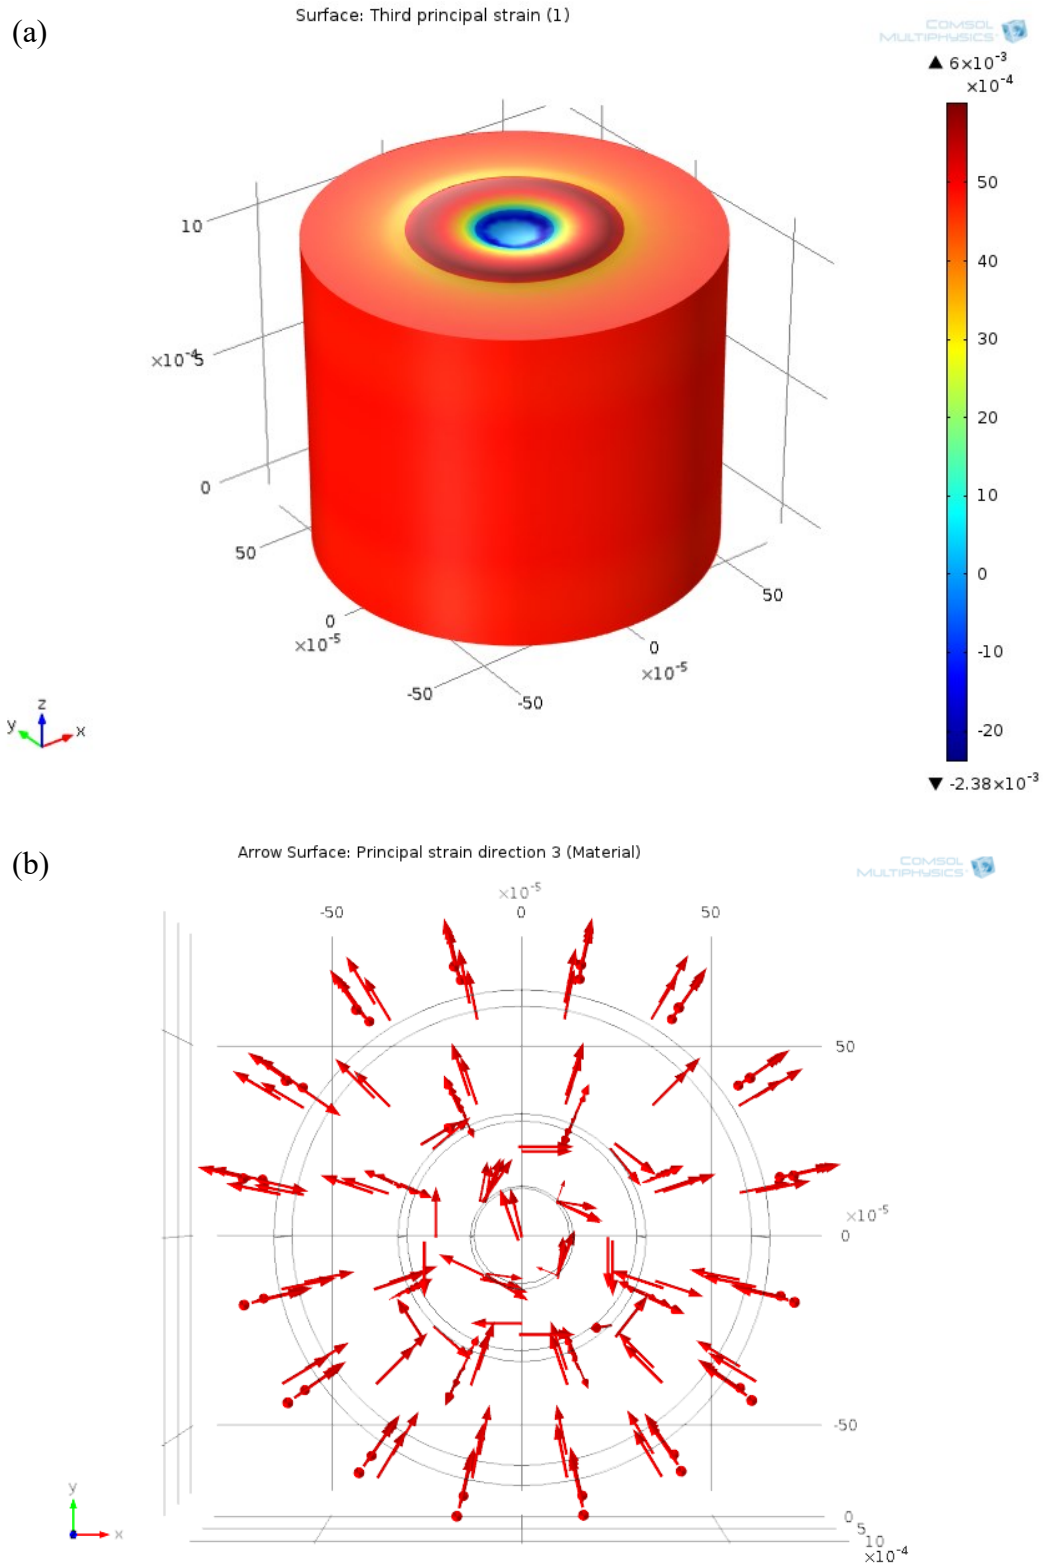 (a)
Surface: Third principal strain (1)
COMSOL
MULTIPHYSICS
▲ 6×10⁻³
×10⁻⁴
50
40
30
20
10
0
-10
-20
▼ -2.38×10⁻³
10
×10⁻⁴5
0
50
0
×10⁻⁵
-50
-50
0
×10⁻⁵
50
z
y
x
(b)
Arrow Surface: Principal strain direction 3 (Material)
COMSOL
MULTIPHYSICS
×10⁻⁵
-50
0
50
50
×10⁻⁵
0
-50
0
5
10
×10⁻⁴
y
x